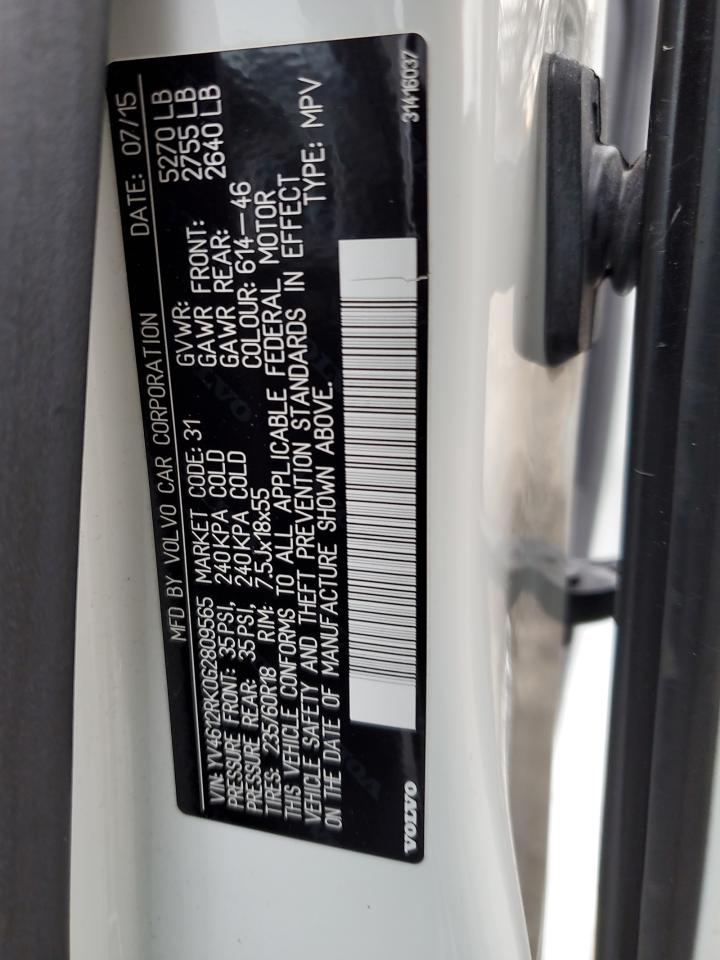 MFD BY VOLVO CAR CORPORATION DATE: 07/15
VIN: YV4612RK0G2809565 MARKET CODE: 31 GVWR: 5270 LB
PRESSURE FRONT: 35PSI, 240KPA COLD GAWR FRONT: 2755 LB
PRESSURE REAR: 35PSI, 240KPA COLD GAWR REAR: 2640 LB
TIRES: 235/60R18 RIM: 7.5Jx18x55 COLOUR: 614-46
THIS VEHICLE CONFORMS TO ALL APPLICABLE FEDERAL MOTOR
VEHICLE SAFETY AND THEFT PREVENTION STANDARDS IN EFFECT
ON THE DATE OF MANUFACTURE SHOWN ABOVE. TYPE: MPV
VOLVO 31416037